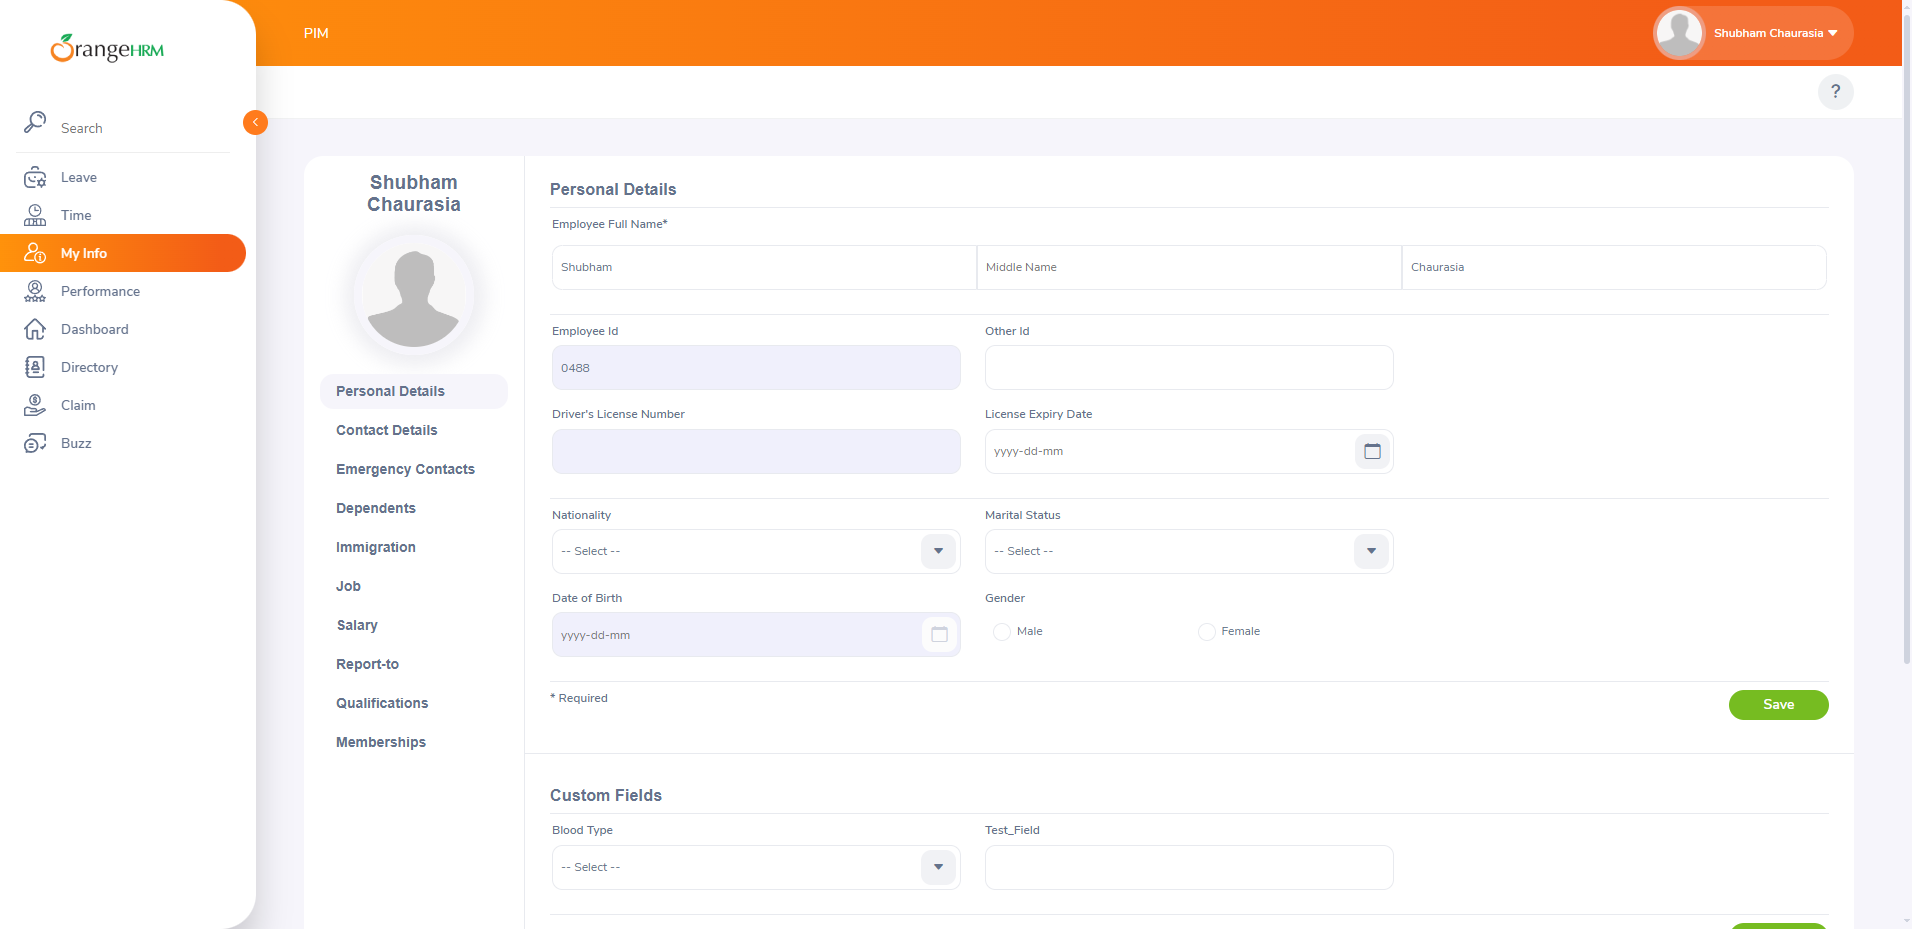 OrangeHRM
PIM
Shubham Chaurasia
?
Search
Leave
Time
My Info
Performance
Dashboard
Directory
Claim
Buzz
Shubham
Chaurasia
Personal Details
Contact Details
Emergency Contacts
Dependents
Immigration
Job
Salary
Report-to
Qualifications
Memberships
Personal Details
Employee Full Name*
Shubham Middle Name Chaurasia
Employee Id Other Id
0488
Driver's License Number License Expiry Date
yyyy-dd-mm
Nationality Marital Status
-- Select -- -- Select --
Date of Birth Gender
yyyy-dd-mm Male Female
* Required Save
Custom Fields
Blood Type Test_Field
-- Select --